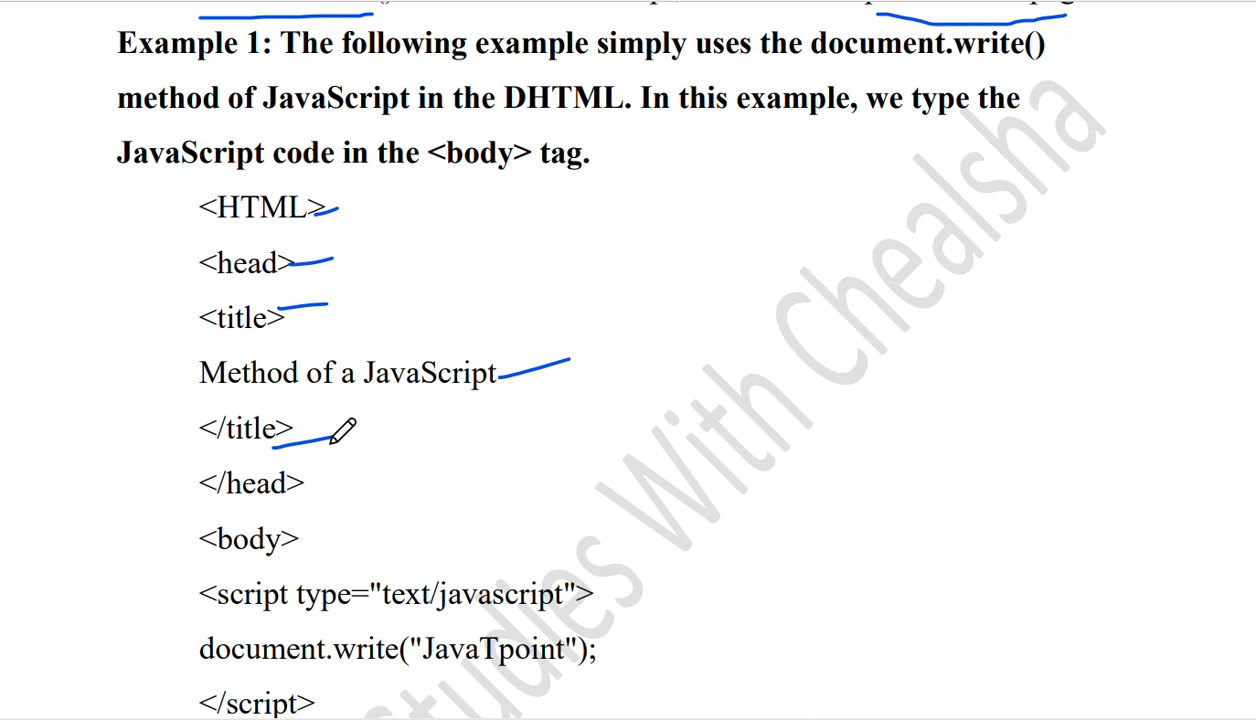 Example 1: The following example simply uses the document.write()
method of JavaScript in the DHTML. In this example, we type the
JavaScript code in the <body> tag.
<HTML>
<head>
<title>
Method of a JavaScript
</title>
</head>
<body>
<script type="text/javascript">
document.write("JavaTpoint");
</script>
Studies With Chealsha